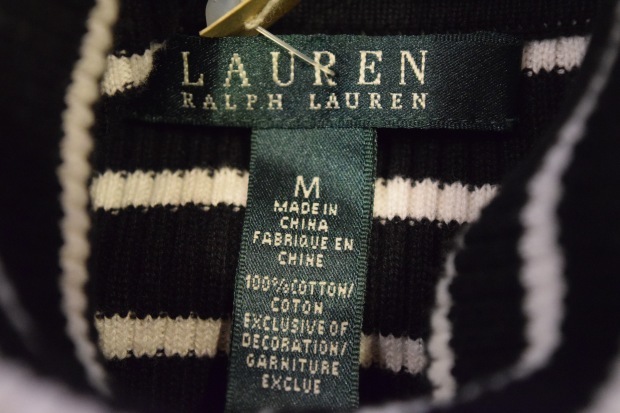 LAUREN
RALPH LAUREN
M
MADE IN
CHINA
FABRIQUE EN
CHINE
100% COTTON/
COTON
EXCLUSIVE OF
DECORATION/
GARNITURE
EXCLUE